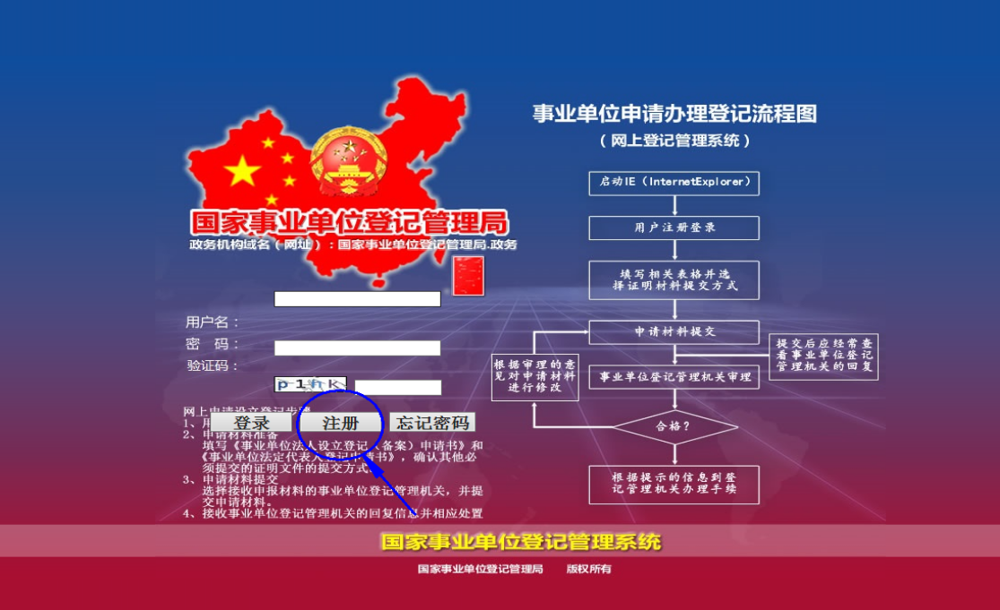 国家事业单位登记管理局
政务机构域名（网址）：国家事业单位登记管理局.政务
用户名：
密　码：
验证码：
登录
注册
忘记密码
网上申请设立登记步骤
1、用
2、申请材料准备
填写《事业单位法人设立登记（备案）申请书》和
《事业单位法定代表人登记申请书》，确认其他必
须提交的证明文件的提交方式
3、申请材料提交
选择接收申报材料的事业单位登记管理机关，并提
交申请材料。
4、接收事业单位登记管理机关的回复信息并相应处置
事业单位申请办理登记流程图
（网上登记管理系统）
启动IE（InternetExplorer）
用户注册登录
填写相关表格并选
择证明材料提交方式
申请材料提交
提交后应经常查
看事业单位登记
管理机关的回复
根据审理的意
见对申请材料
进行修改
事业单位登记管理机关审理
合格？
根据提示的信息到登
记管理机关办理手续
国家事业单位登记管理系统
国家事业单位登记管理局　版权所有